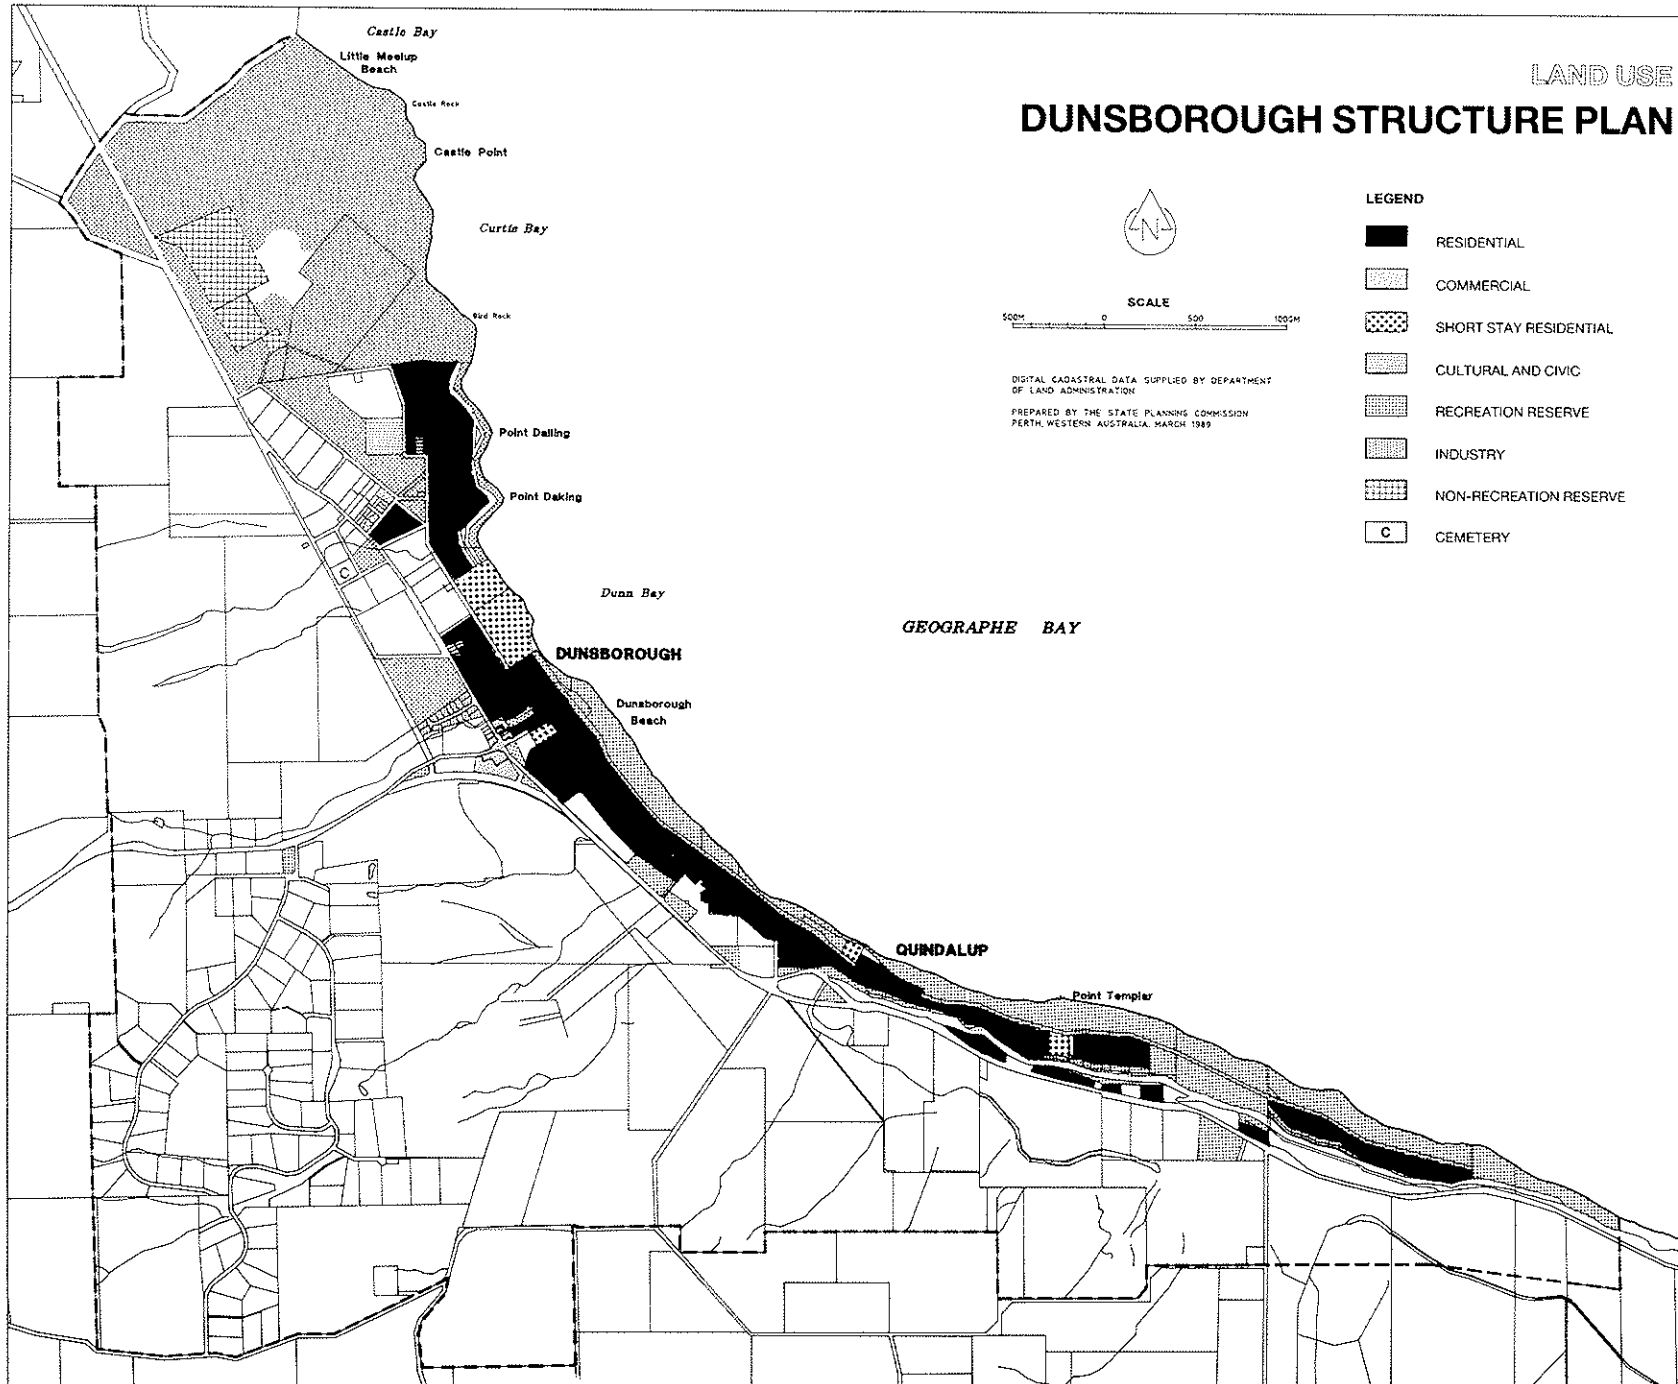 Castle Bay
Little Meelup
Beach
Castle Rock
Castle Point
Curtis Bay
Bird Rock
Point Dalling
Point Daking
Dunn Bay
DUNSBOROUGH
Dunsborough
Beach
GEOGRAPHE BAY
QUINDALUP
Point Templar
C
LAND USE
DUNSBOROUGH STRUCTURE PLAN
N
SCALE
500M 0 500 1000M
DIGITAL CADASTRAL DATA SUPPLIED BY DEPARTMENT
OF LAND ADMINISTRATION
PREPARED BY THE STATE PLANNING COMMISSION
PERTH, WESTERN AUSTRALIA, MARCH 1989
LEGEND
RESIDENTIAL
COMMERCIAL
SHORT STAY RESIDENTIAL
CULTURAL AND CIVIC
RECREATION RESERVE
INDUSTRY
NON-RECREATION RESERVE
C CEMETERY